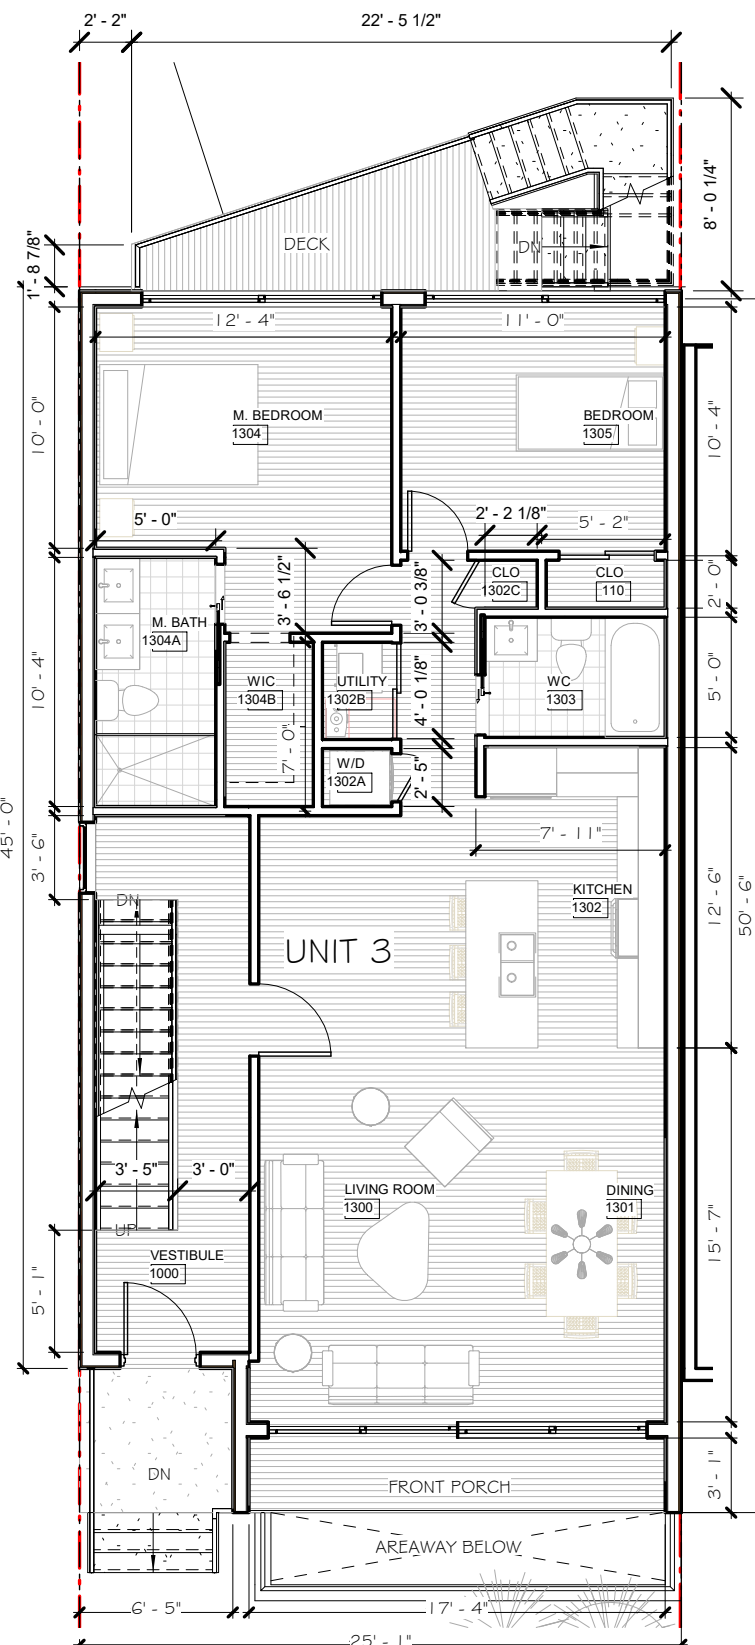 2' - 2"
22' - 5 1/2"
8' - 0 1/4"
1' - 8 7/8"
DECK
DN
12' - 4"
11' - 0"
10' - 0"
10' - 4"
M. BEDROOM
1304
BEDROOM
1305
5' - 0"
2' - 2 1/8"
5' - 2"
3' - 6 1/2"
3' - 0 3/8"
CLO
1302C
CLO
110
2' - 0"
M. BATH
1304A
WIC
1304B
UTILITY
1302B
4' - 0 1/8"
WC
1303
5' - 0"
10' - 4"
7' - 0"
W/D
1302A
2' - 5"
45' - 0"
3' - 6"
7' - 11"
DN
KITCHEN
1302
12' - 6"
50' - 6"
UNIT 3
3' - 5"
3' - 0"
LIVING ROOM
1300
DINING
1301
15' - 7"
UP
VESTIBULE
1000
5' - 1"
DN
FRONT PORCH
3' - 1"
AREAWAY BELOW
6' - 5"
17' - 4"
25' - 1"